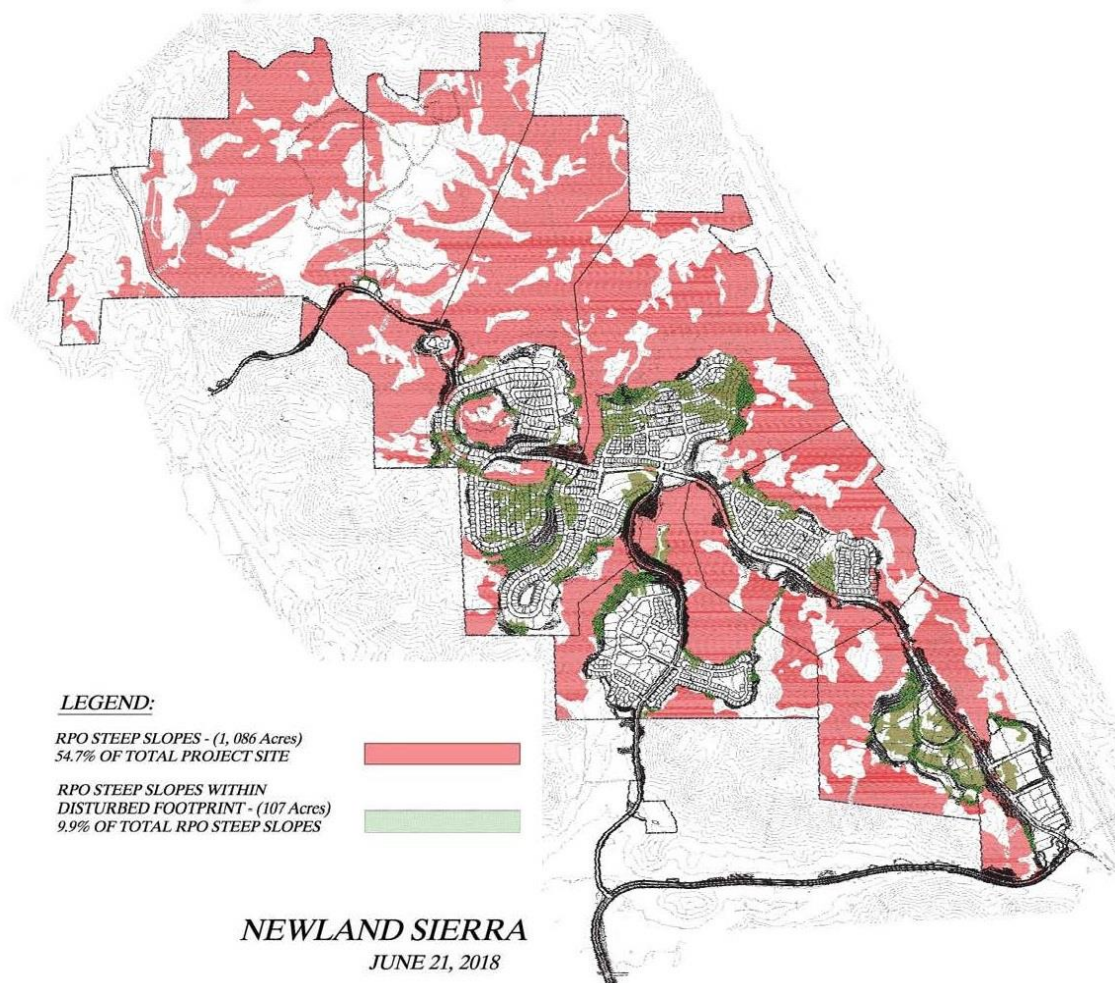 LEGEND:
RPO STEEP SLOPES - (1, 086 Acres)
54.7% OF TOTAL PROJECT SITE
RPO STEEP SLOPES WITHIN
DISTURBED FOOTPRINT - (107 Acres)
9.9% OF TOTAL RPO STEEP SLOPES
NEWLAND SIERRA
JUNE 21, 2018